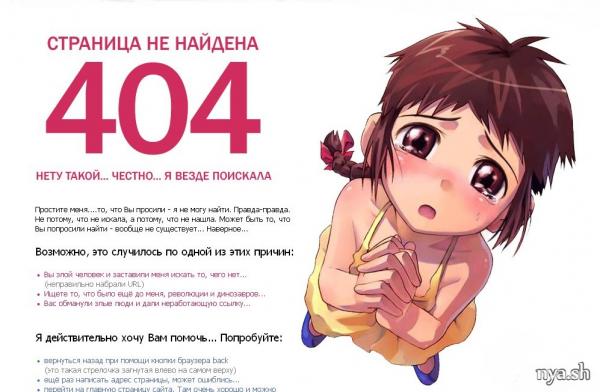 СТРАНИЦА НЕ НАЙДЕНА
404
НЕТУ ТАКОЙ... ЧЕСТНО... Я ВЕЗДЕ ПОИСКАЛА
Простите меня....то, что Вы просили - я не могу найти. Правда-правда.
Не потому, что не искала, а потому, что не нашла. Может быть то, что
Вы попросили найти - вообще не существует... Наверное...
Возможно, это случилось по одной из этих причин:
• Вы злой человек и заставили меня искать то, чего нет...
(неправильно набрали URL)
• Ищете то, что было ещё до меня, революции и динозавров...
• Вас обманули злые люди и дали неработающую ссылку...
Я действительно хочу Вам помочь... Попробуйте:
• вернуться назад при помощи кнопки браузера back
(это такая стрелочка загнутая влево на самом верху)
• ещё раз написать адрес страницы, может ошиблись...
• перейти на главную страницу сайта. Там очень хорошо и можно
nya.sh